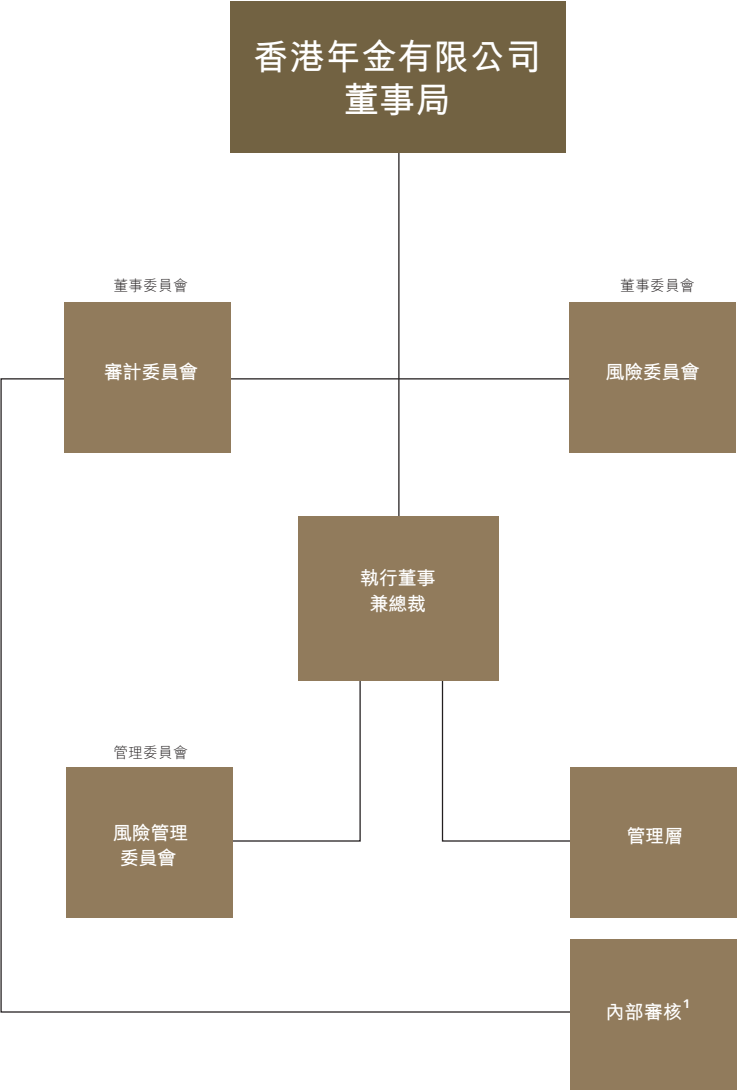 香港年金有限公司
董事局
董事委員會
董事委員會
審計委員會
風險委員會
執行董事
兼總裁
管理委員會
風險管理
委員會
管理層
內部審核¹